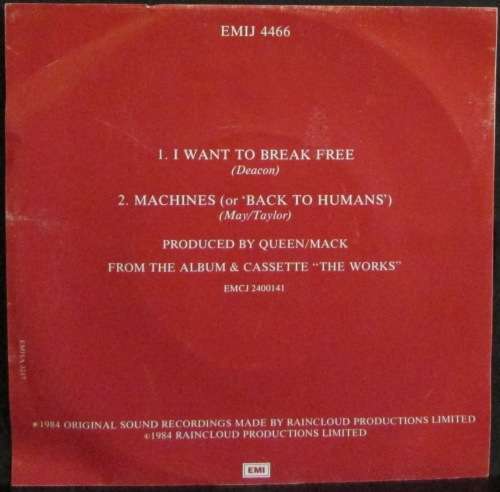 EMIJ 4466
1. I WANT TO BREAK FREE
(Deacon)
2. MACHINES (or ‘BACK TO HUMANS’)
(May/Taylor)
PRODUCED BY QUEEN/MACK
FROM THE ALBUM & CASSETTE “THE WORKS”
EMCJ 2400141
℗1984 ORIGINAL SOUND RECORDINGS MADE BY RAINCLOUD PRODUCTIONS LIMITED
©1984 RAINCLOUD PRODUCTIONS LIMITED
EMI